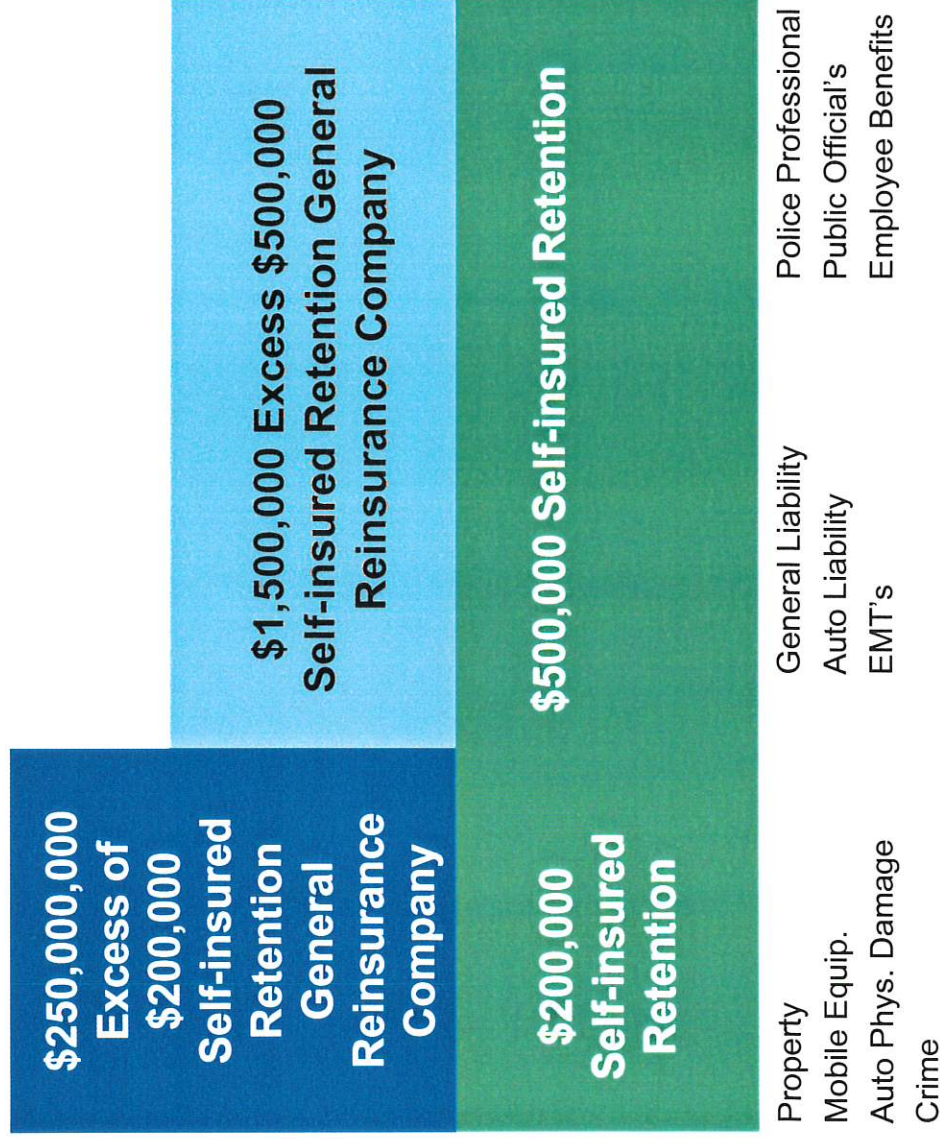 $250,000,000
Excess of
$200,000
Self-insured
Retention
General
Reinsurance
Company
$1,500,000 Excess $500,000
Self-insured Retention General
Reinsurance Company
$200,000
Self-insured
Retention
$500,000 Self-insured Retention
Property
Mobile Equip.
Auto Phys. Damage
Crime
General Liability
Auto Liability
EMT's
Police Professional
Public Official's
Employee Benefits